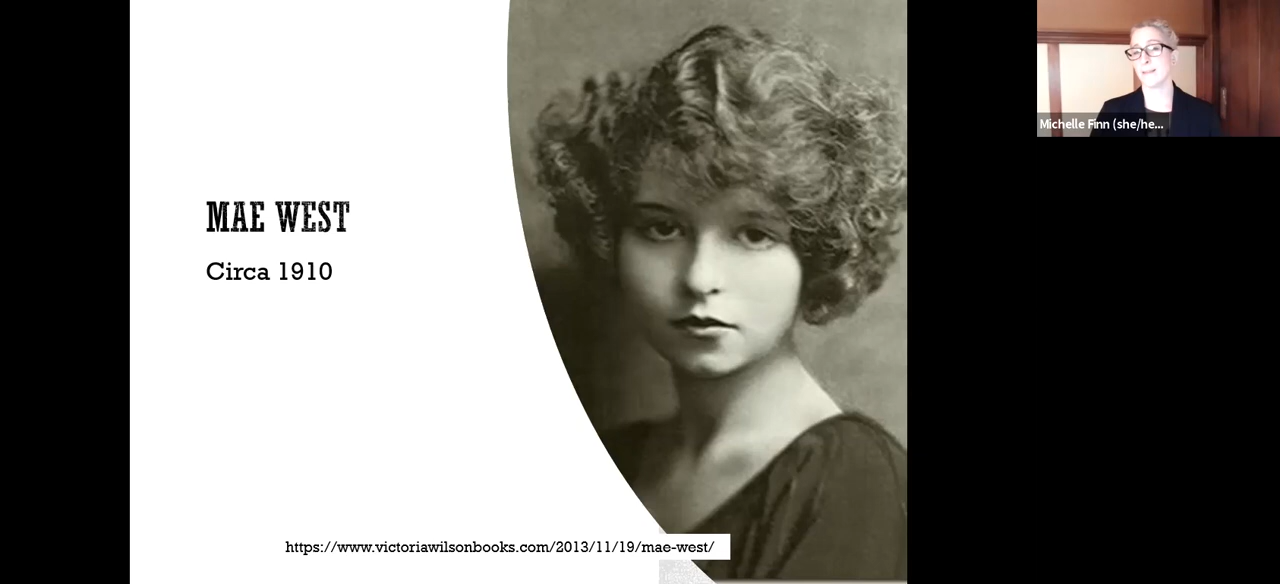 MAE WEST
Circa 1910
https://www.victoriawilsonbooks.com/2013/11/19/mae-west/
Michelle Finn (she/he...